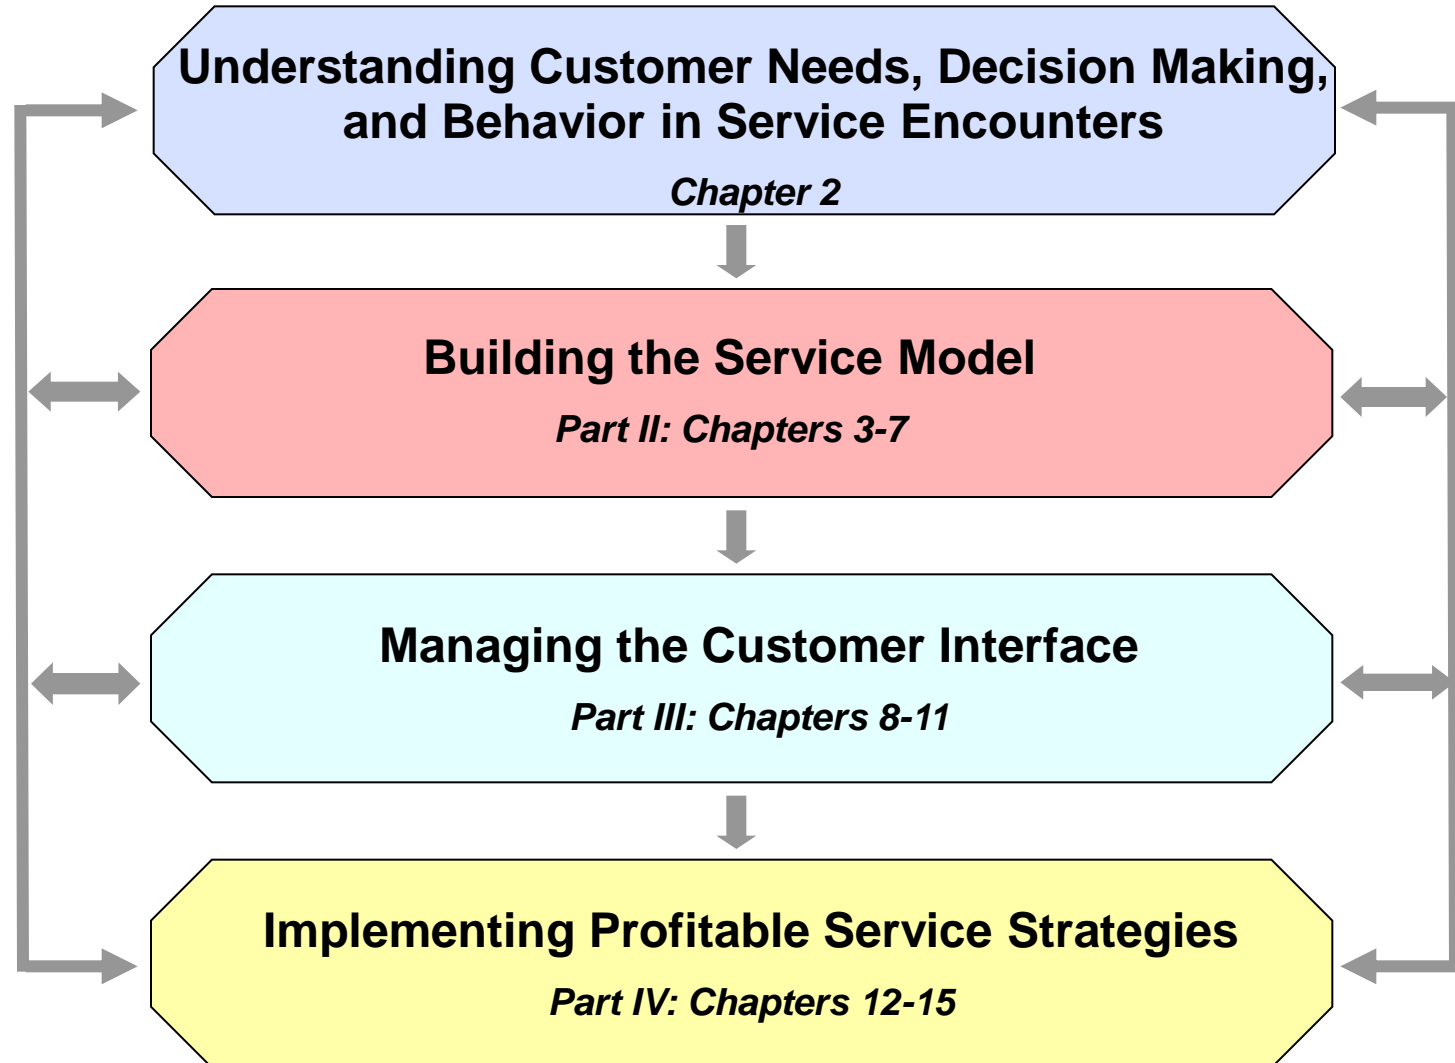 Understanding Customer Needs, Decision Making,
and Behavior in Service Encounters
Chapter 2
Building the Service Model
Part II: Chapters 3-7
Managing the Customer Interface
Part III: Chapters 8-11
Implementing Profitable Service Strategies
Part IV: Chapters 12-15